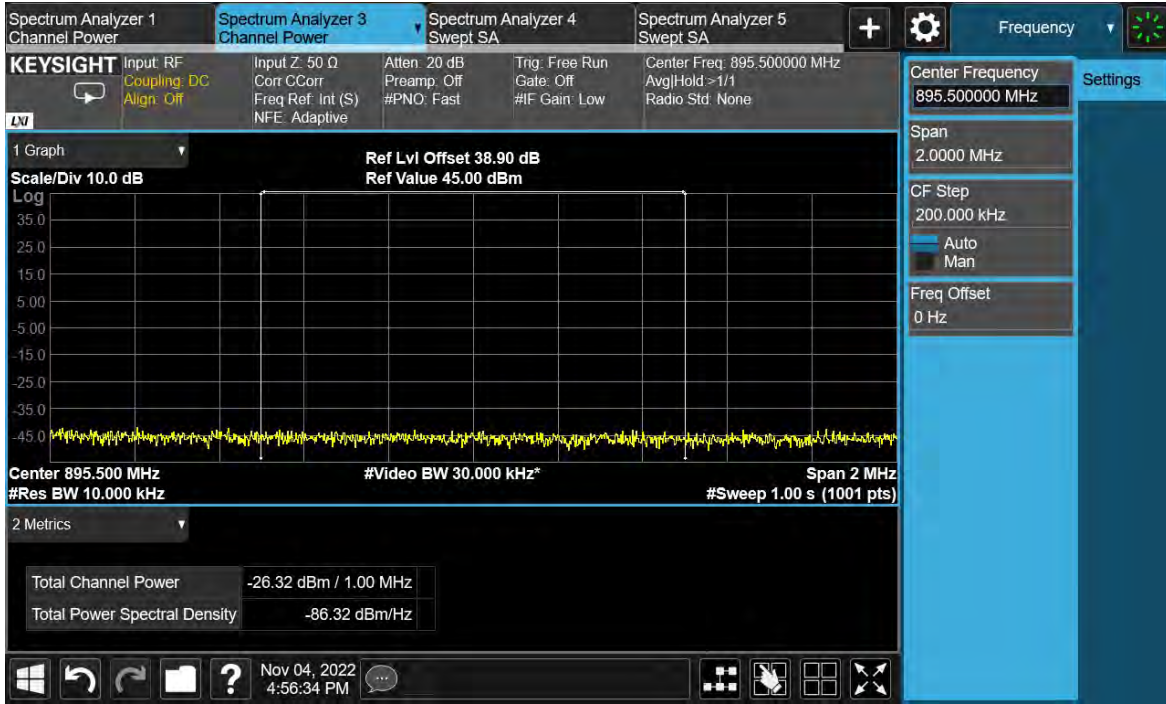 Spectrum Analyzer 1
Channel Power
Spectrum Analyzer 3
Channel Power
Spectrum Analyzer 4
Swept SA
Spectrum Analyzer 5
Swept SA
+
Frequency
KEYSIGHT
LXI
Input: RF
Coupling: DC
Align: Off
Input Z: 50 Ω
Corr CCorr
Freq Ref: Int (S)
NFE: Adaptive
Atten: 20 dB
Preamp: Off
#PNO: Fast
Trig: Free Run
Gate: Off
#IF Gain: Low
Center Freq: 895.500000 MHz
Avg|Hold:>1/1
Radio Std: None
Center Frequency
895.500000 MHz
Settings
Span
2.0000 MHz
CF Step
200.000 kHz
Auto
Man
Freq Offset
0 Hz
1 Graph
Scale/Div 10.0 dB
Ref Lvl Offset 38.90 dB
Ref Value 45.00 dBm
Log
35.0
25.0
15.0
5.00
-5.00
-15.0
-25.0
-35.0
-45.0
Center 895.500 MHz
#Video BW 30.000 kHz*
Span 2 MHz
#Res BW 10.000 kHz
#Sweep 1.00 s (1001 pts)
2 Metrics
Total Channel Power -26.32 dBm / 1.00 MHz
Total Power Spectral Density -86.32 dBm/Hz
?
Nov 04, 2022
4:56:34 PM